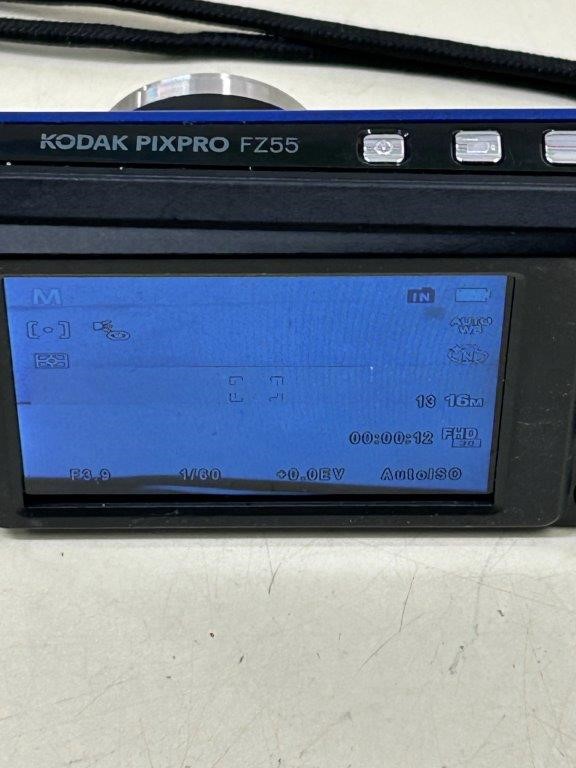 KODAK PIXPRO FZ55
M
IN
AUTO
WB
13 16M
00:00:12 FHD
30
F3.9 1/60 +0.0EV AutoISO